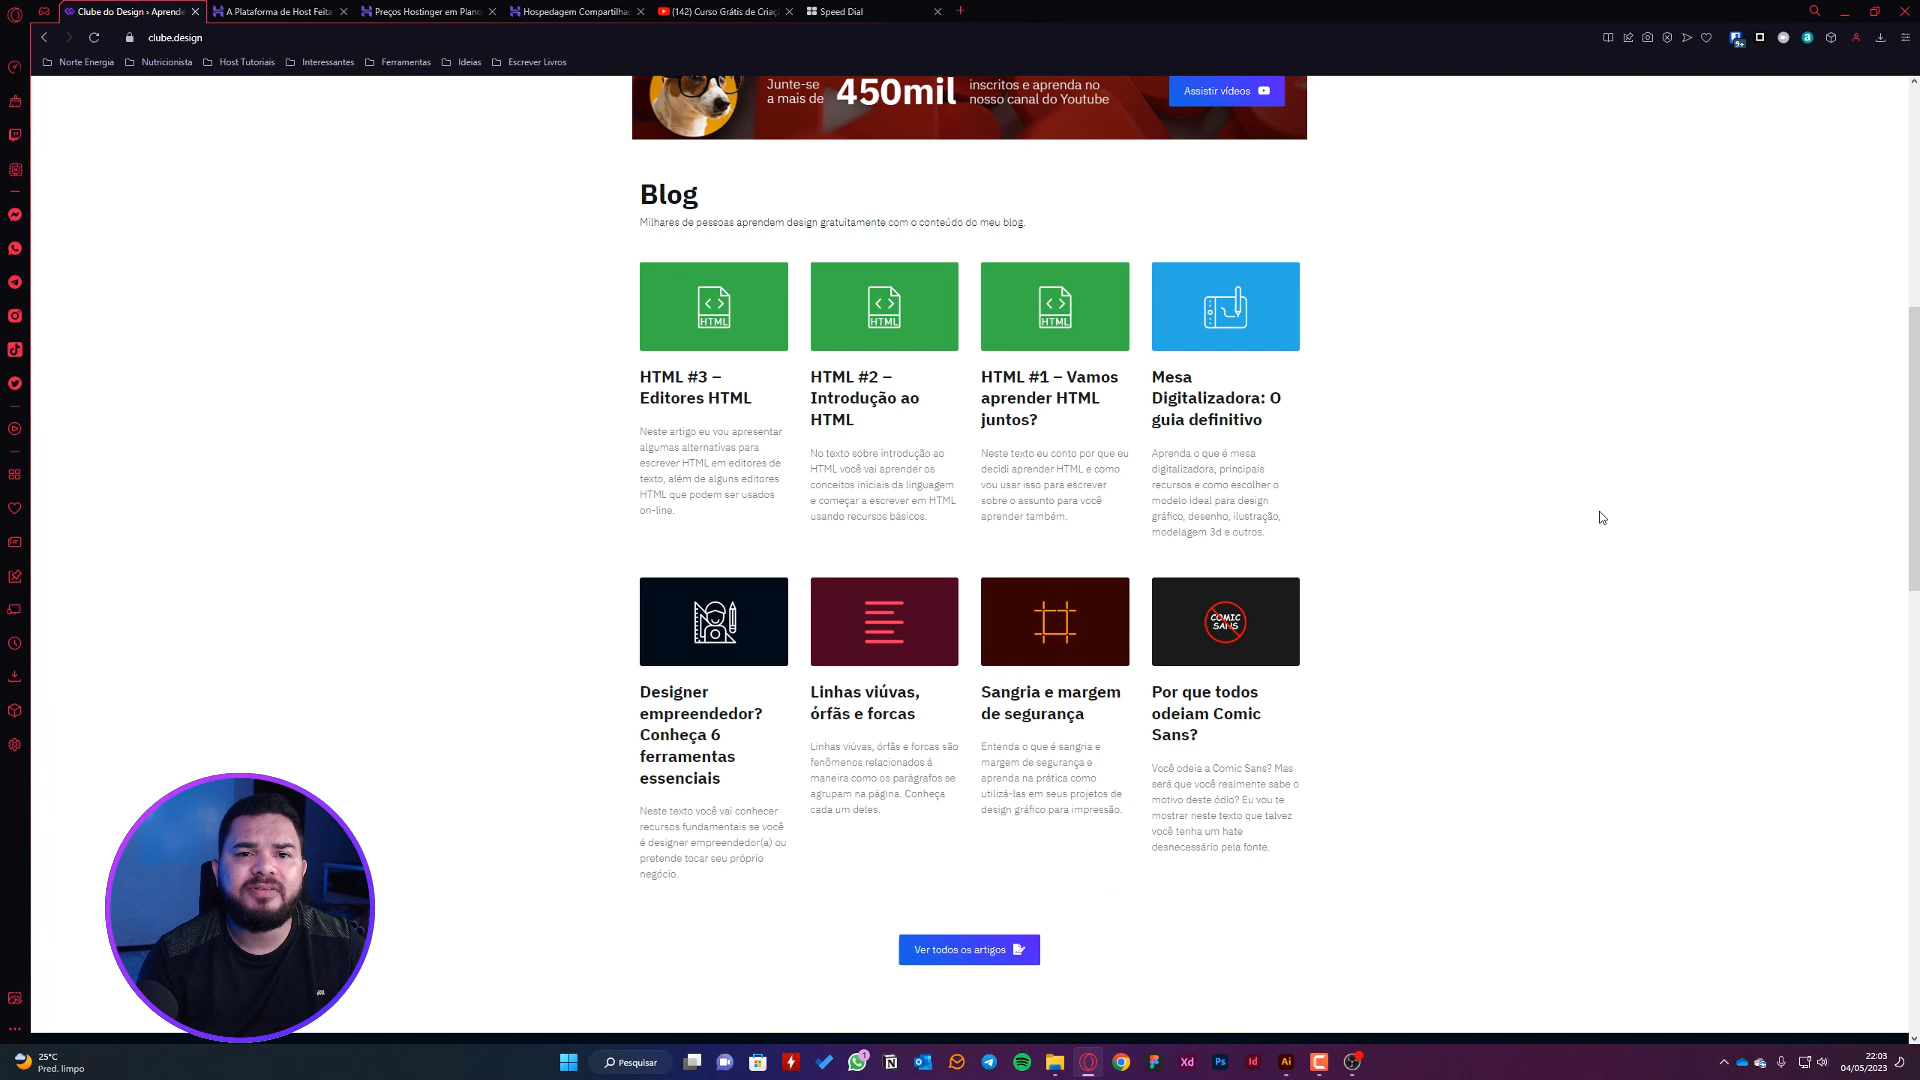 Clube do Design › Aprende
A Plataforma de Host Feita
Preços Hostinger em Plano
Hospedagem Compartilha
(142) Curso Grátis de Criaç
Speed Dial
clube.design
9+
Norte Energia
Nutricionista
Host Tutoriais
Interessantes
Ferramentas
Ideias
Escrever Livros
Junte-se
a mais de
450mil
inscritos e aprenda no
nosso canal do Youtube
Assistir vídeos
Blog
Milhares de pessoas aprendem design gratuitamente com o conteúdo do meu blog.
HTML
HTML
HTML
HTML #3 –
Editores HTML
Neste artigo eu vou apresentar
algumas alternativas para
escrever HTML em editores de
texto, além de alguns editores
HTML que podem ser usados
on-line.
HTML #2 –
Introdução ao
HTML
No texto sobre introdução ao
HTML você vai aprender os
conceitos iniciais da linguagem
e começar a escrever em HTML
usando recursos básicos.
HTML #1 – Vamos
aprender HTML
juntos?
Neste texto eu conto por que eu
decidi aprender HTML e como
vou usar isso para escrever
sobre o assunto para você
aprender também.
Mesa
Digitalizadora: O
guia definitivo
Aprenda o que é mesa
digitalizadora, principais
recursos e como escolher o
modelo ideal para design
gráfico, desenho, ilustração,
modelagem 3d e outros.
COMIC
SANS
Designer
empreendedor?
Conheça 6
ferramentas
essenciais
Neste texto você vai conhecer
recursos fundamentais se você
é designer empreendedor(a) ou
pretende tocar seu próprio
negócio.
Linhas viúvas,
órfãs e forcas
Linhas viúvas, órfãs e forcas são
fenômenos relacionados á
maneira como os parágrafos se
agrupam na página. Conheça
cada um deles.
Sangria e margem
de segurança
Entenda o que é sangria e
margem de segurança e
aprenda na prática como
utilizá-las em seus projetos de
design gráfico para impressão.
Por que todos
odeiam Comic
Sans?
Você odeia a Comic Sans? Mas
será que você realmente sabe o
motivo deste ódio? Eu vou te
mostrar neste texto que talvez
você tenha um hate
desnecessário pela fonte.
Ver todos os artigos
25°C
Pred. limpo
Pesquisar
1
Xd
Ps
Id
Ai
22:03
04/05/2023